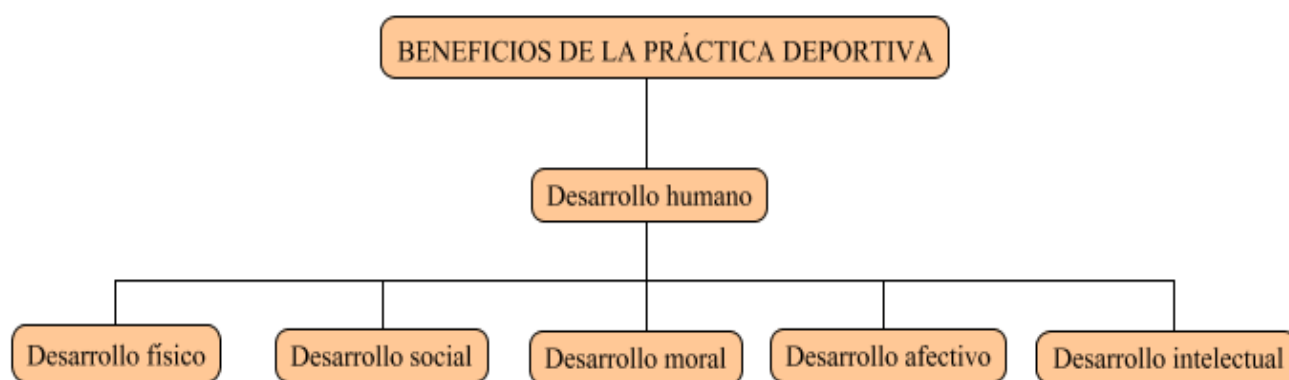 BENEFICIOS DE LA PRÁCTICA DEPORTIVA
Desarrollo humano
Desarrollo físico
Desarrollo social
Desarrollo moral
Desarrollo afectivo
Desarrollo intelectual